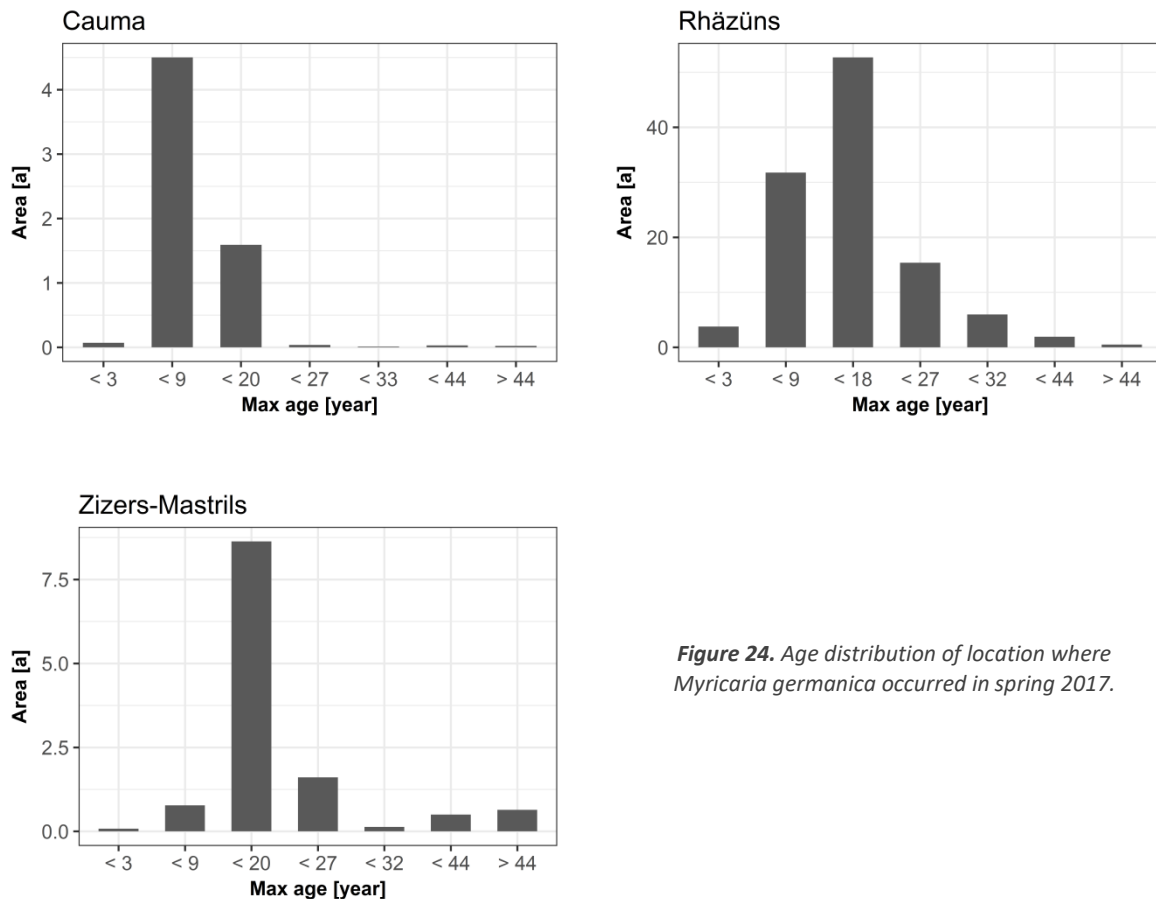 Cauma
Area [a]
4
3
2
1
0
< 3 < 9 < 20 < 27 < 33 < 44 > 44
Max age [year]
Rhäzüns
Area [a]
40
20
0
< 3 < 9 < 18 < 27 < 32 < 44 > 44
Max age [year]
Zizers-Mastrils
Area [a]
7.5
5.0
2.5
0.0
< 3 < 9 < 20 < 27 < 32 < 44 > 44
Max age [year]
Figure 24. Age distribution of location where
Myricaria germanica occurred in spring 2017.